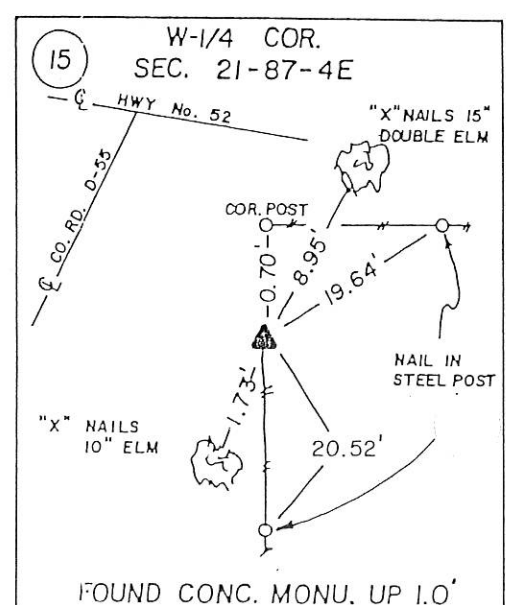 15
W-1/4 COR.
SEC. 21-87-4E
℄ HWY No. 52
℄ CO. RD. D-55
"X" NAILS 15"
DOUBLE ELM
COR. POST
0.70'
8.95'
19.64'
NAIL IN
STEEL POST
1.73'
"X" NAILS
10" ELM
20.52'
FOUND CONC. MONU. UP 1.0'